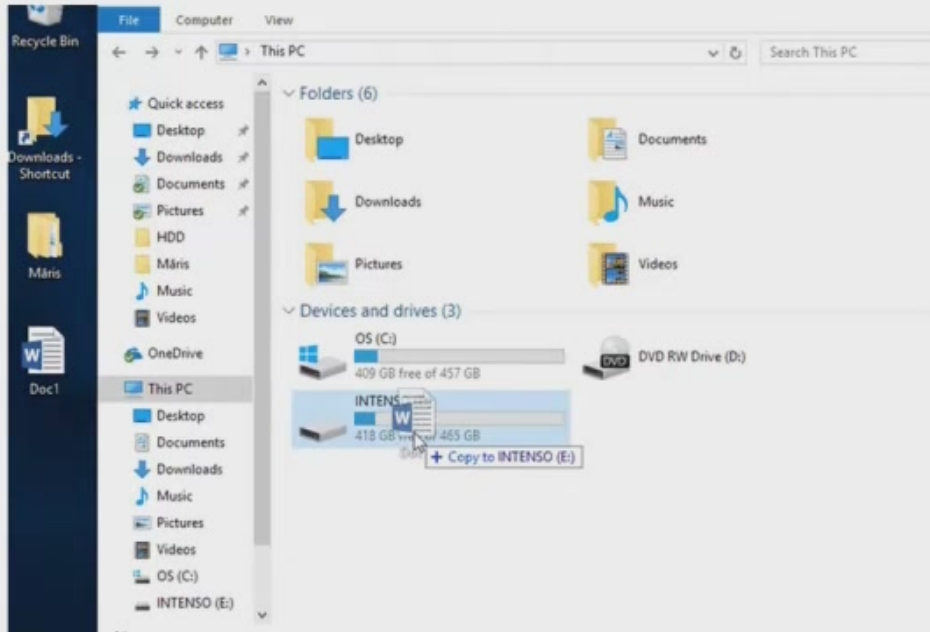 Recycle Bin
Downloads -
Shortcut
Māris
Doc1
File Computer View
This PC
Search This PC
Quick access
Desktop
Downloads
Documents
Pictures
HDD
Māris
Music
Videos
OneDrive
This PC
Desktop
Documents
Downloads
Music
Pictures
Videos
OS (C:)
INTENSO (E:)
Folders (6)
Desktop
Documents
Downloads
Music
Pictures
Videos
Devices and drives (3)
OS (C:)
409 GB free of 457 GB
DVD
DVD RW Drive (D:)
W
418 GB of 465 GB
+ Copy to INTENSO (E:)